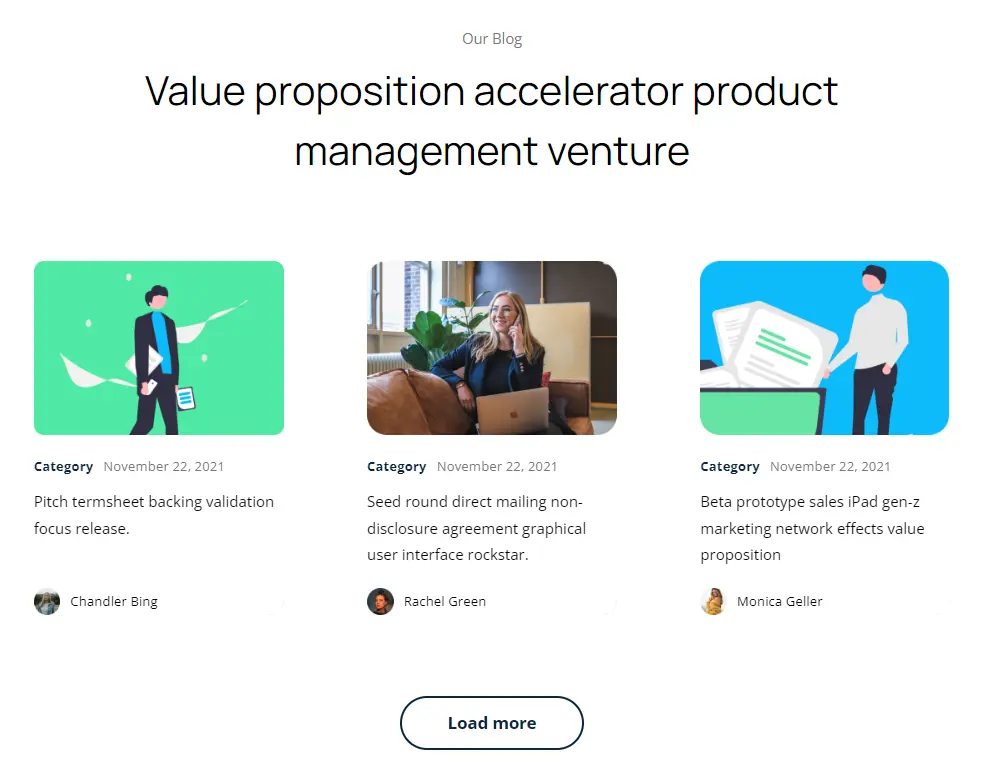 Our Blog
Value proposition accelerator product
management venture
Category November 22, 2021
Pitch termsheet backing validation
focus release.
Chandler Bing
Category November 22, 2021
Seed round direct mailing non-
disclosure agreement graphical
user interface rockstar.
Rachel Green
Category November 22, 2021
Beta prototype sales iPad gen-z
marketing network effects value
proposition
Monica Geller
Load more